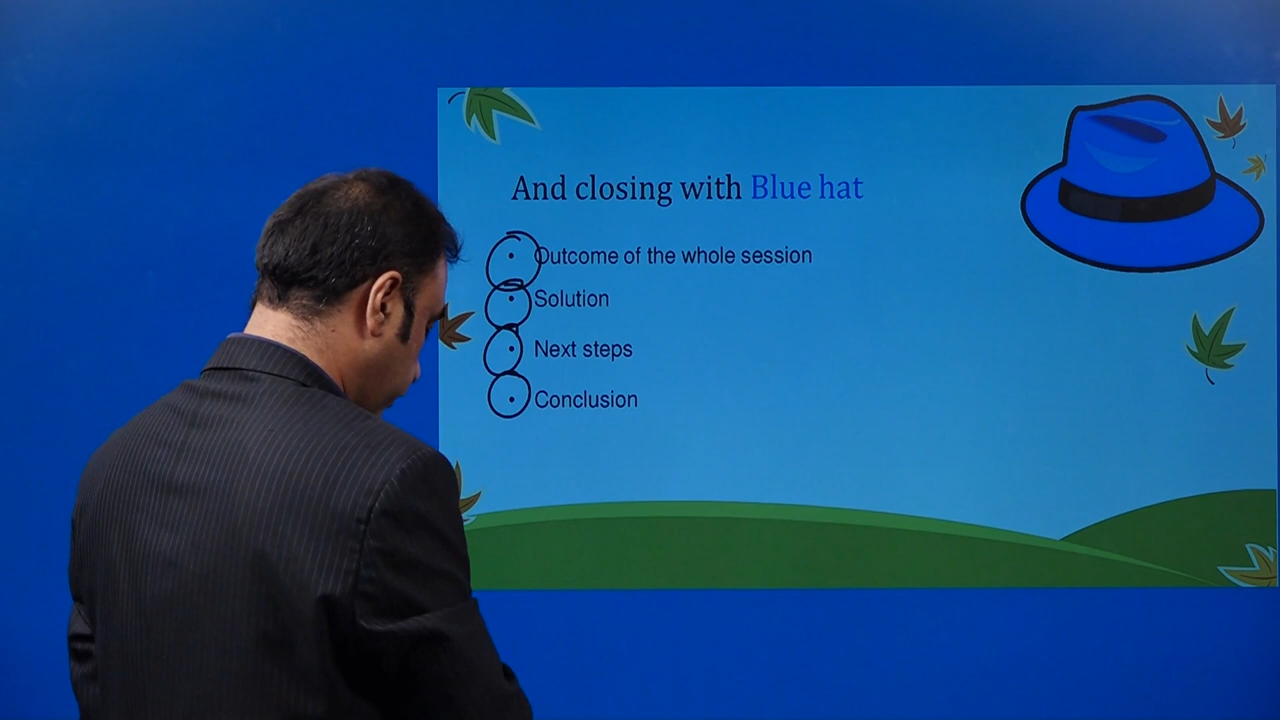 And closing with Blue hat
Outcome of the whole session
Solution
Next steps
Conclusion